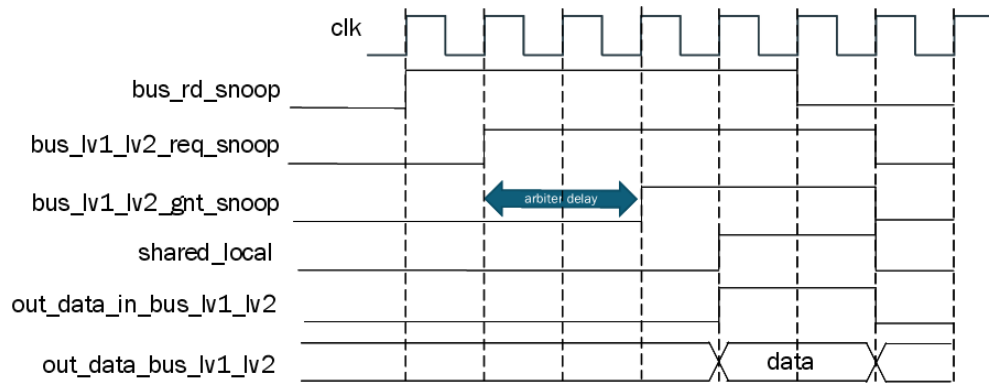 clk
bus_rd_snoop
bus_lv1_lv2_req_snoop
bus_lv1_lv2_gnt_snoop
arbiter delay
shared_local
out_data_in_bus_lv1_lv2
out_data_bus_lv1_lv2
data